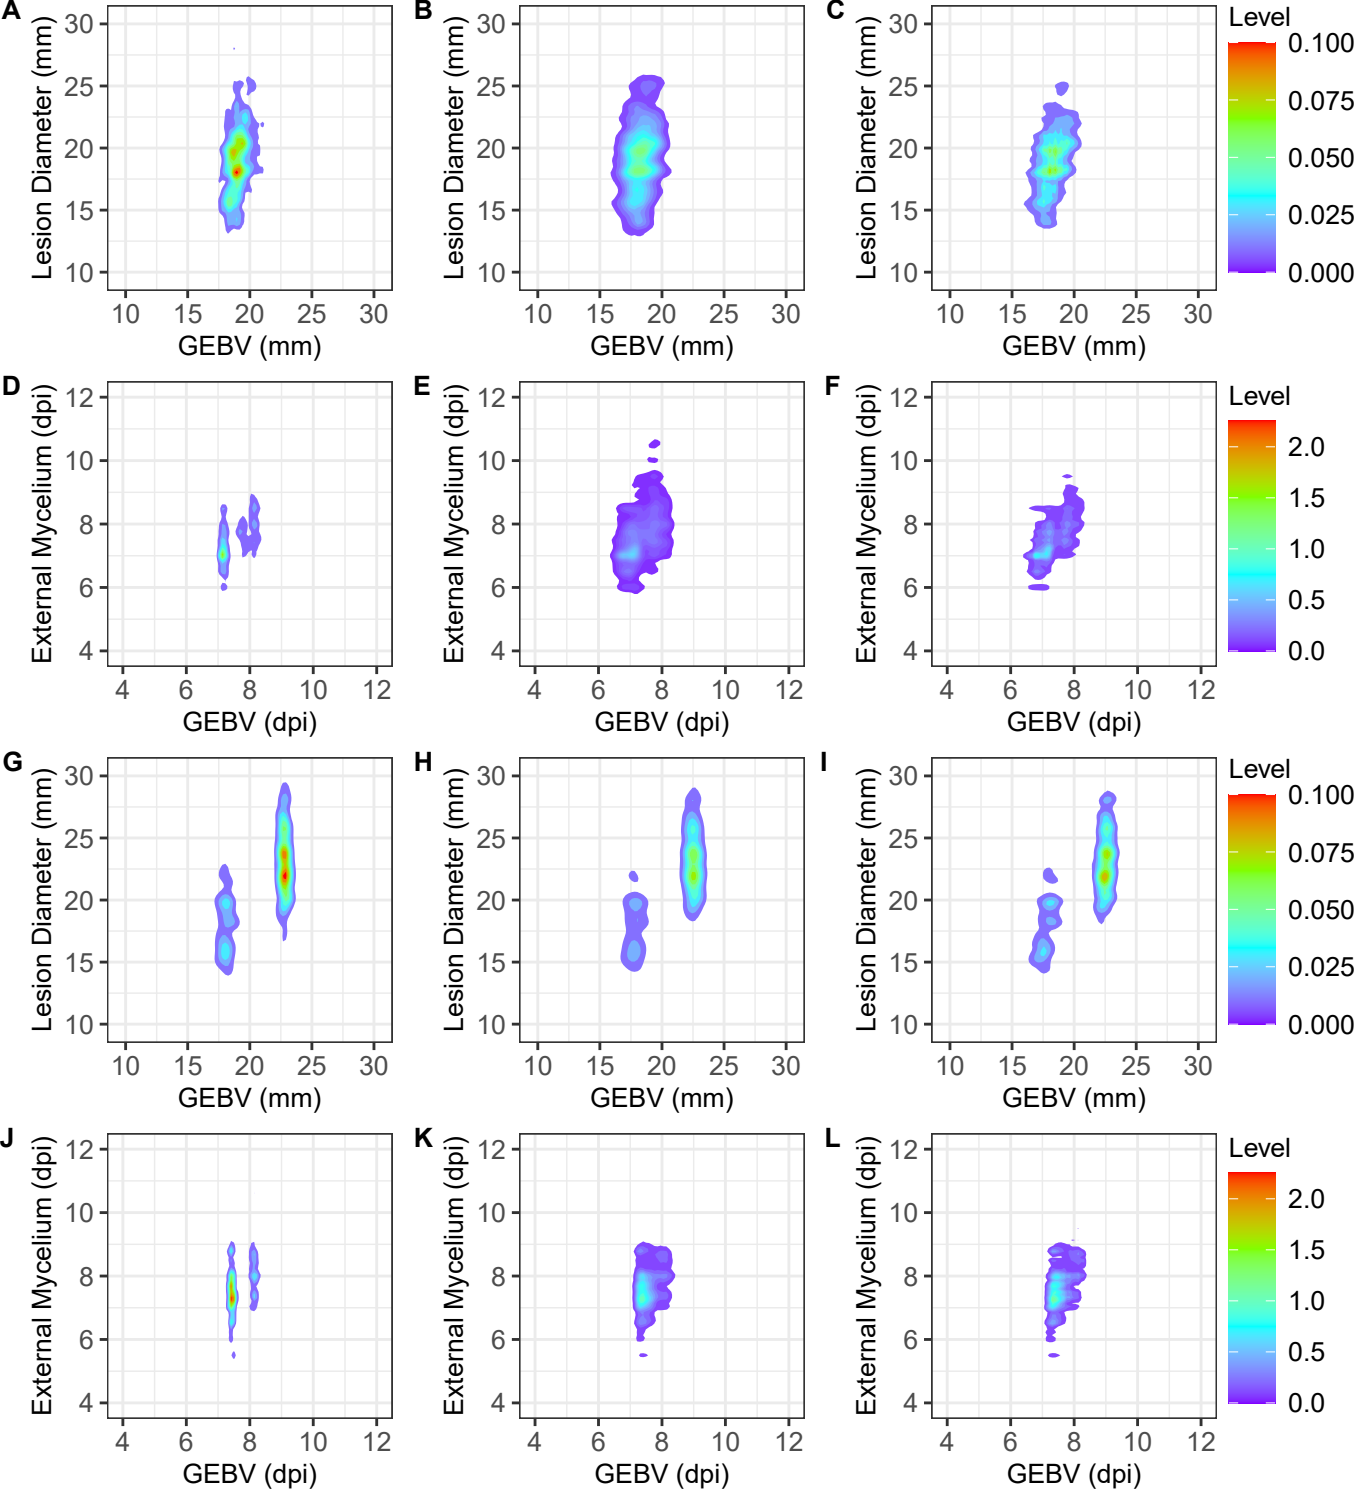 A
Lesion Diameter (mm)
30
25
20
15
10
10 15 20 25 30
GEBV (mm)
B
Lesion Diameter (mm)
30
25
20
15
10
10 15 20 25 30
GEBV (mm)
C
Lesion Diameter (mm)
30
25
20
15
10
10 15 20 25 30
GEBV (mm)
Level
0.100
0.075
0.050
0.025
0.000
D
External Mycelium (dpi)
12
10
8
6
4
4 6 8 10 12
GEBV (dpi)
E
External Mycelium (dpi)
12
10
8
6
4
4 6 8 10 12
GEBV (dpi)
F
External Mycelium (dpi)
12
10
8
6
4
4 6 8 10 12
GEBV (dpi)
Level
2.0
1.5
1.0
0.5
0.0
G
Lesion Diameter (mm)
30
25
20
15
10
10 15 20 25 30
GEBV (mm)
H
Lesion Diameter (mm)
30
25
20
15
10
10 15 20 25 30
GEBV (mm)
I
Lesion Diameter (mm)
30
25
20
15
10
10 15 20 25 30
GEBV (mm)
Level
0.100
0.075
0.050
0.025
0.000
J
External Mycelium (dpi)
12
10
8
6
4
4 6 8 10 12
GEBV (dpi)
K
External Mycelium (dpi)
12
10
8
6
4
4 6 8 10 12
GEBV (dpi)
L
External Mycelium (dpi)
12
10
8
6
4
4 6 8 10 12
GEBV (dpi)
Level
2.0
1.5
1.0
0.5
0.0